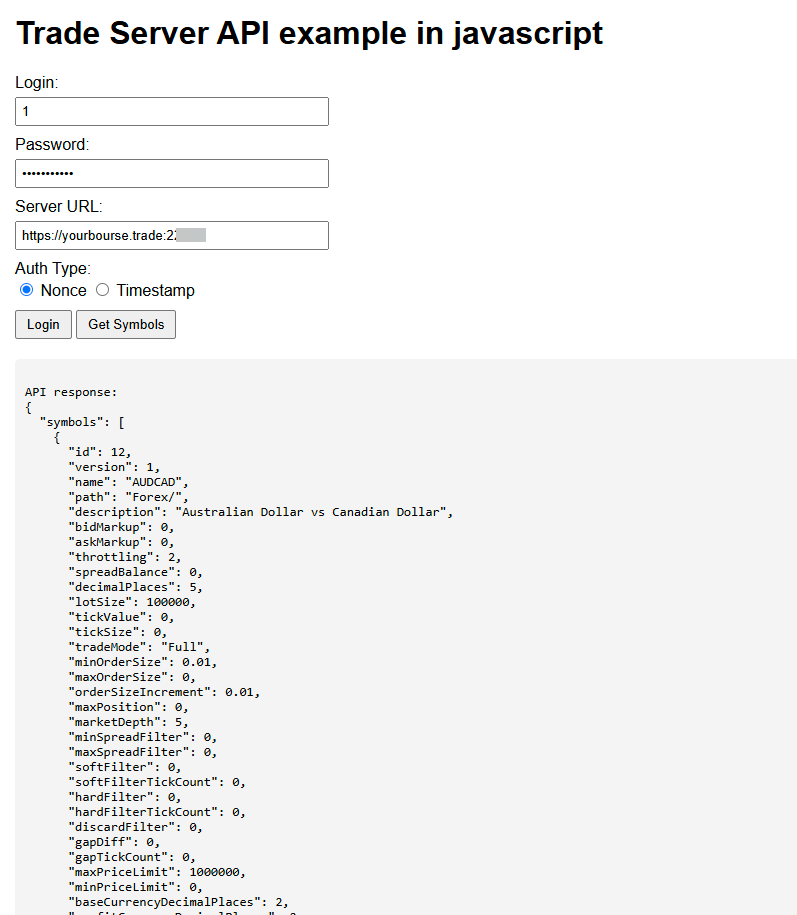 Trade Server API example in javascript
Login:
1
Password:
•••••••••••
Server URL:
https://yourbourse.trade:22
Auth Type:
Nonce Timestamp
Login Get Symbols
API response:
{
"symbols": [
{
"id": 12,
"version": 1,
"name": "AUDCAD",
"path": "Forex/",
"description": "Australian Dollar vs Canadian Dollar",
"bidMarkup": 0,
"askMarkup": 0,
"throttling": 2,
"spreadBalance": 0,
"decimalPlaces": 5,
"lotSize": 100000,
"tickValue": 0,
"tickSize": 0,
"tradeMode": "Full",
"minOrderSize": 0.01,
"maxOrderSize": 0,
"orderSizeIncrement": 0.01,
"maxPosition": 0,
"marketDepth": 5,
"minSpreadFilter": 0,
"maxSpreadFilter": 0,
"softFilter": 0,
"softFilterTickCount": 0,
"hardFilter": 0,
"hardFilterTickCount": 0,
"discardFilter": 0,
"gapDiff": 0,
"gapTickCount": 0,
"maxPriceLimit": 1000000,
"minPriceLimit": 0,
"baseCurrencyDecimalPlaces": 2,